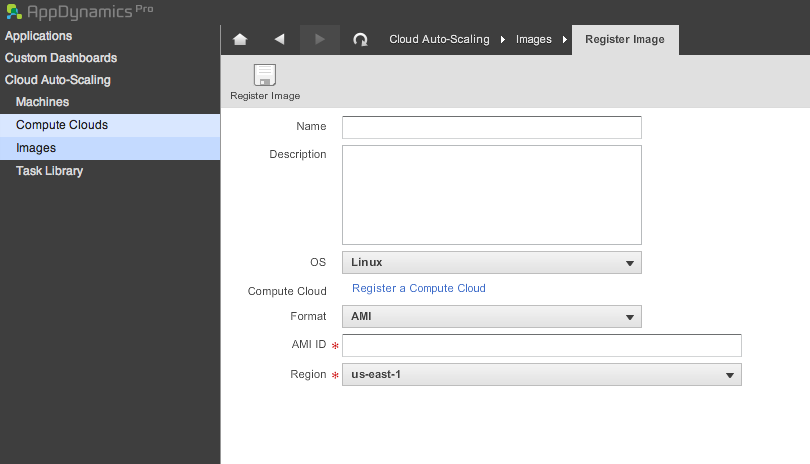 AppDynamics Pro
Applications
Custom Dashboards
Cloud Auto-Scaling
Machines
Compute Clouds
Images
Task Library
Cloud Auto-Scaling Images Register Image
Register Image
Name
Description
OS Linux
Compute Cloud Register a Compute Cloud
Format AMI
AMI ID *
Region * us-east-1